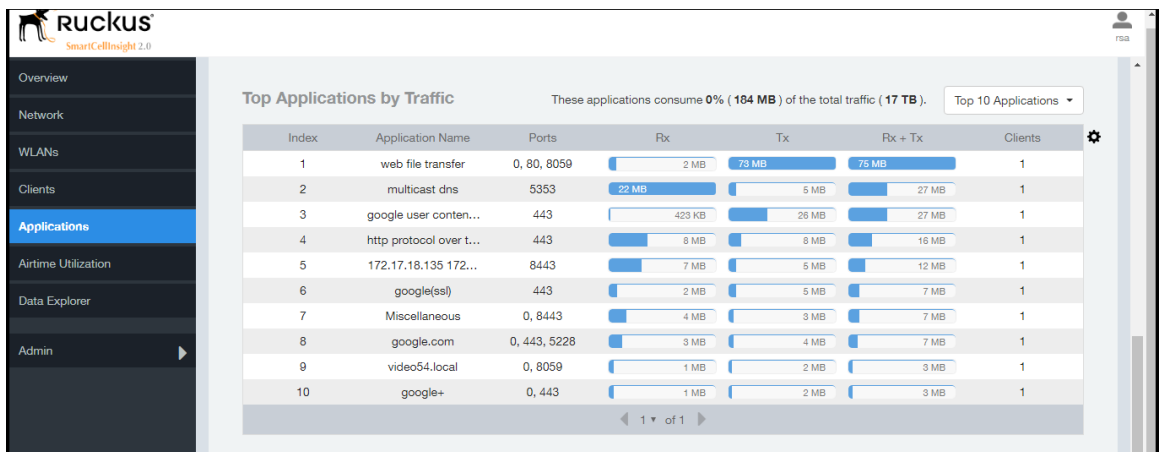 RUCKUS
SmartCellInsight 2.0
rsa
Overview
Network
WLANs
Clients
Applications
Airtime Utilization
Data Explorer
Admin
Top Applications by Traffic
These applications consume 0% ( 184 MB ) of the total traffic ( 17 TB ).
Top 10 Applications
Index Application Name Ports Rx Tx Rx + Tx Clients
1 web file transfer 0, 80, 8059 2 MB 73 MB 75 MB 1
2 multicast dns 5353 22 MB 5 MB 27 MB 1
3 google user conten... 443 423 KB 26 MB 27 MB 1
4 http protocol over t... 443 8 MB 8 MB 16 MB 1
5 172.17.18.135 172... 8443 7 MB 5 MB 12 MB 1
6 google(ssl) 443 2 MB 5 MB 7 MB 1
7 Miscellaneous 0, 8443 4 MB 3 MB 7 MB 1
8 google.com 0, 443, 5228 3 MB 4 MB 7 MB 1
9 video54.local 0, 8059 1 MB 2 MB 3 MB 1
10 google+ 0, 443 1 MB 2 MB 3 MB 1
1 of 1